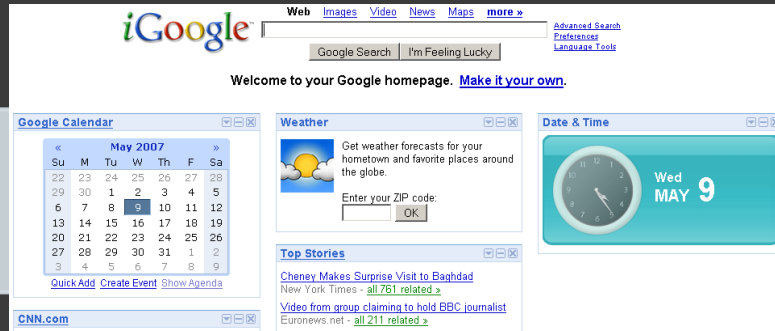 Web Images Video News Maps more »
iGoogle™
Advanced Search
Preferences
Language Tools
Google Search I'm Feeling Lucky
Welcome to your Google homepage. Make it your own.
Google Calendar
« May 2007 »
Su M Tu W Th F Sa
22 23 24 25 26 27 28
29 30 1 2 3 4 5
6 7 8 9 10 11 12
13 14 15 16 17 18 19
20 21 22 23 24 25 26
27 28 29 30 31 1 2
3 4 5 6 7 8 9
Quick Add Create Event Show Agenda
CNN.com
Weather
Get weather forecasts for your
hometown and favorite places around
the globe.
Enter your ZIP code:
OK
Top Stories
Cheney Makes Surprise Visit to Baghdad
New York Times - all 761 related »
Video from group claiming to hold BBC journalist
Euronews.net - all 211 related »
Date & Time
Wed
MAY 9